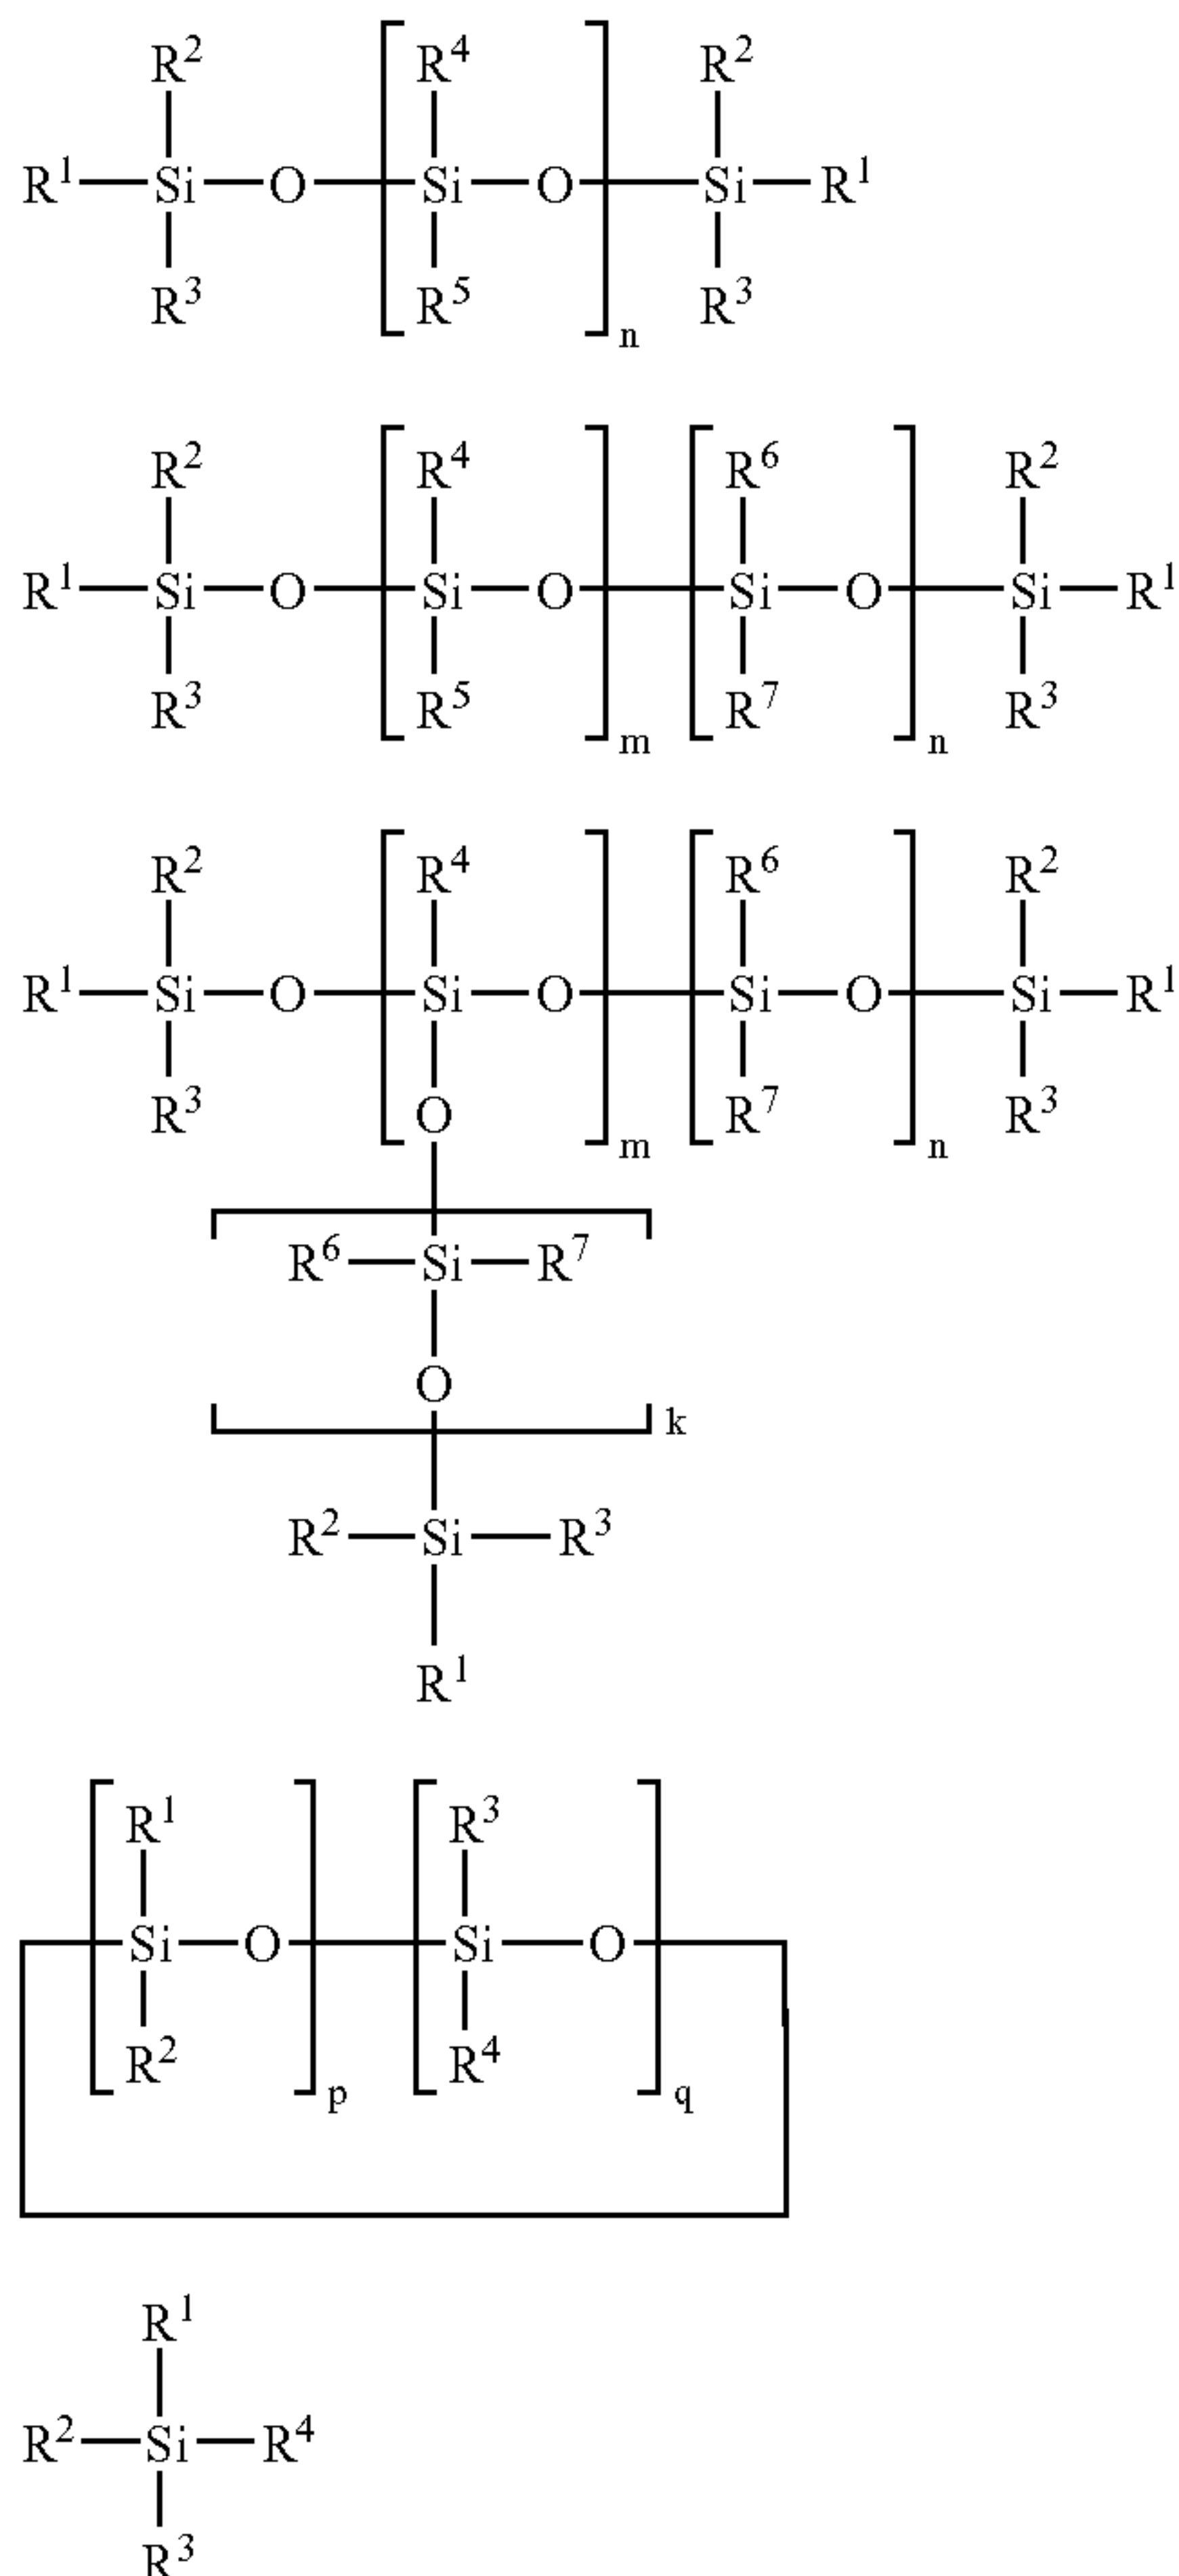 R² R⁴ R²
R¹ Si O Si O Si R¹
R³ R⁵ R³
n
R² R⁴ R⁶ R²
R¹ Si O Si O Si O Si R¹
R³ R⁵ R⁷ R³
m n
R² R⁴ R⁶ R²
R¹ Si O Si O Si O Si R¹
R³ O R⁷ R³
m n
R⁶ Si R⁷
O
k
R² Si R³
R¹
R¹ R³
Si O Si O
R² R⁴
p q
R¹
R² Si R⁴
R³